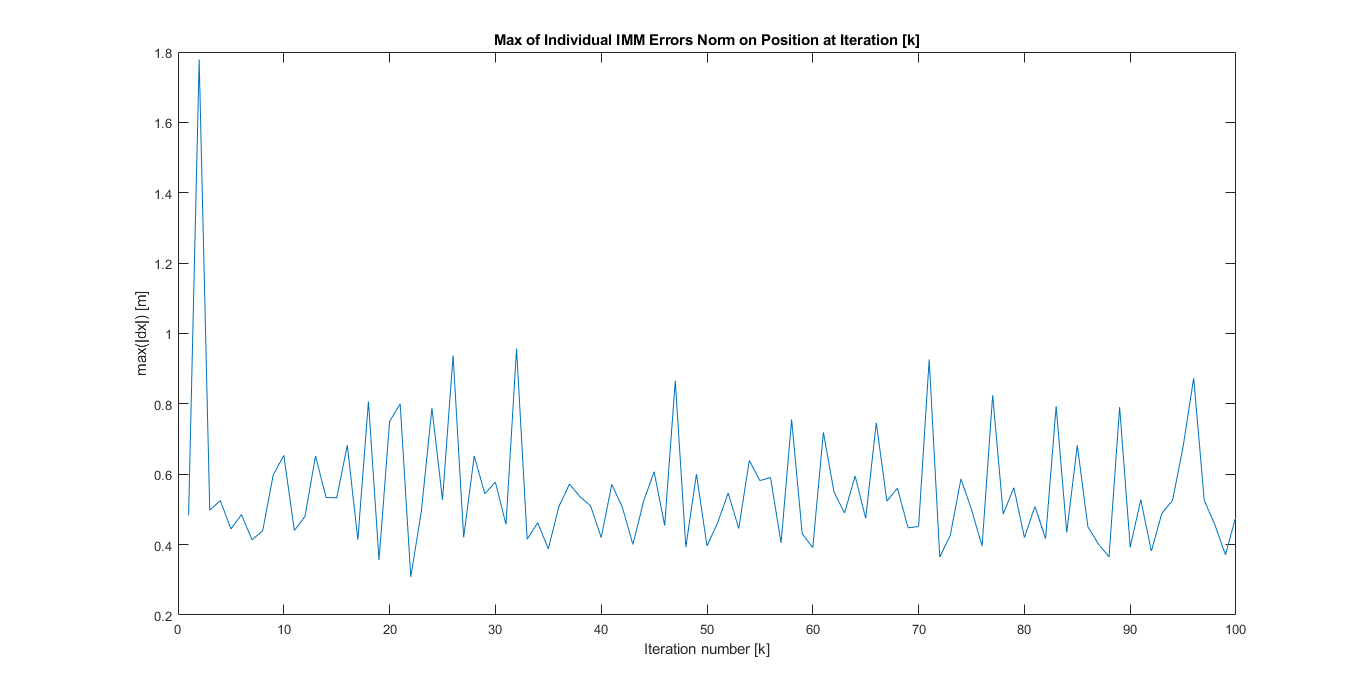 Max of Individual IMM Errors Norm on Position at Iteration [k]
1.8
1.6
1.4
1.2
1
0.8
0.6
0.4
0.2
max(|dx|) [m]
0 10 20 30 40 50 60 70 80 90 100
Iteration number [k]